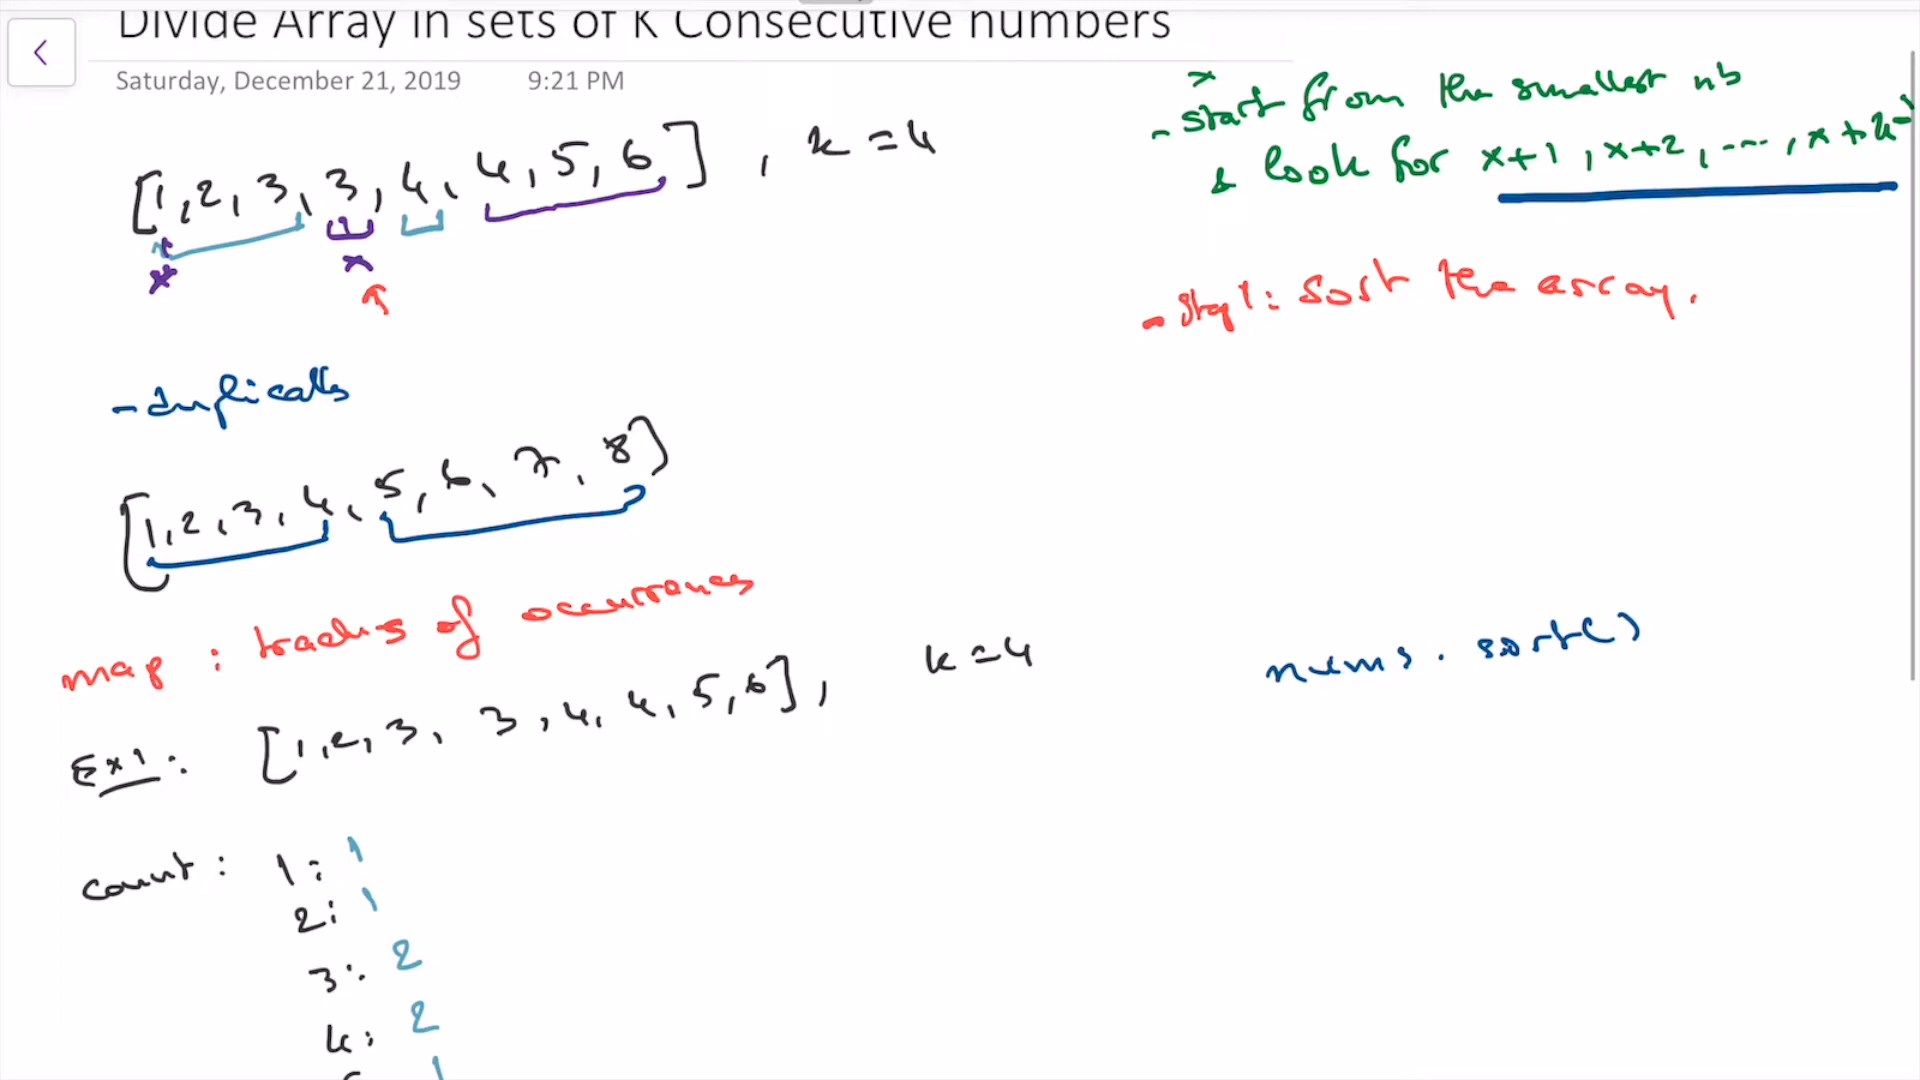 Divide Array in sets of K Consecutive numbers
Saturday, December 21, 2019 9:21 PM
[1, 2, 3, 3, 4, 4, 5, 6] , k = 4
x
- start from the smallest nb
& look for x+1, x+2, ..., x+k-1
- Step 1: Sort the array.
- duplicates
[1, 2, 3, 4, 5, 6, 7, 8]
map : tracks of occurrences
nums.sort()
Ex1: [1, 2, 3, 3, 4, 4, 5, 6], k = 4
count: 1: 1
2: 1
3: 2
4: 2